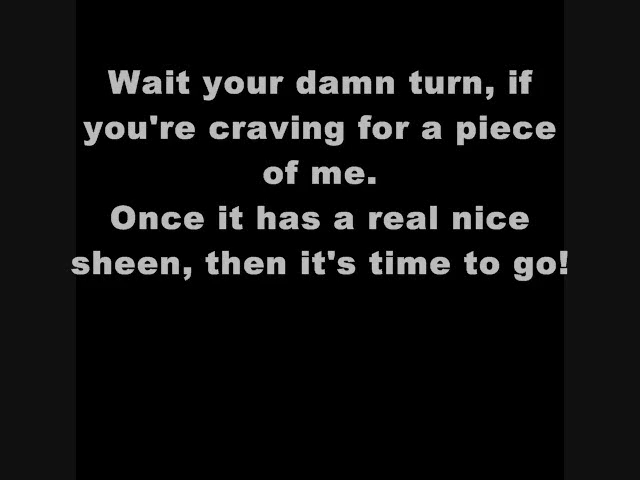 Wait your damn turn, if
you're craving for a piece
of me.
Once it has a real nice
sheen, then it's time to go!